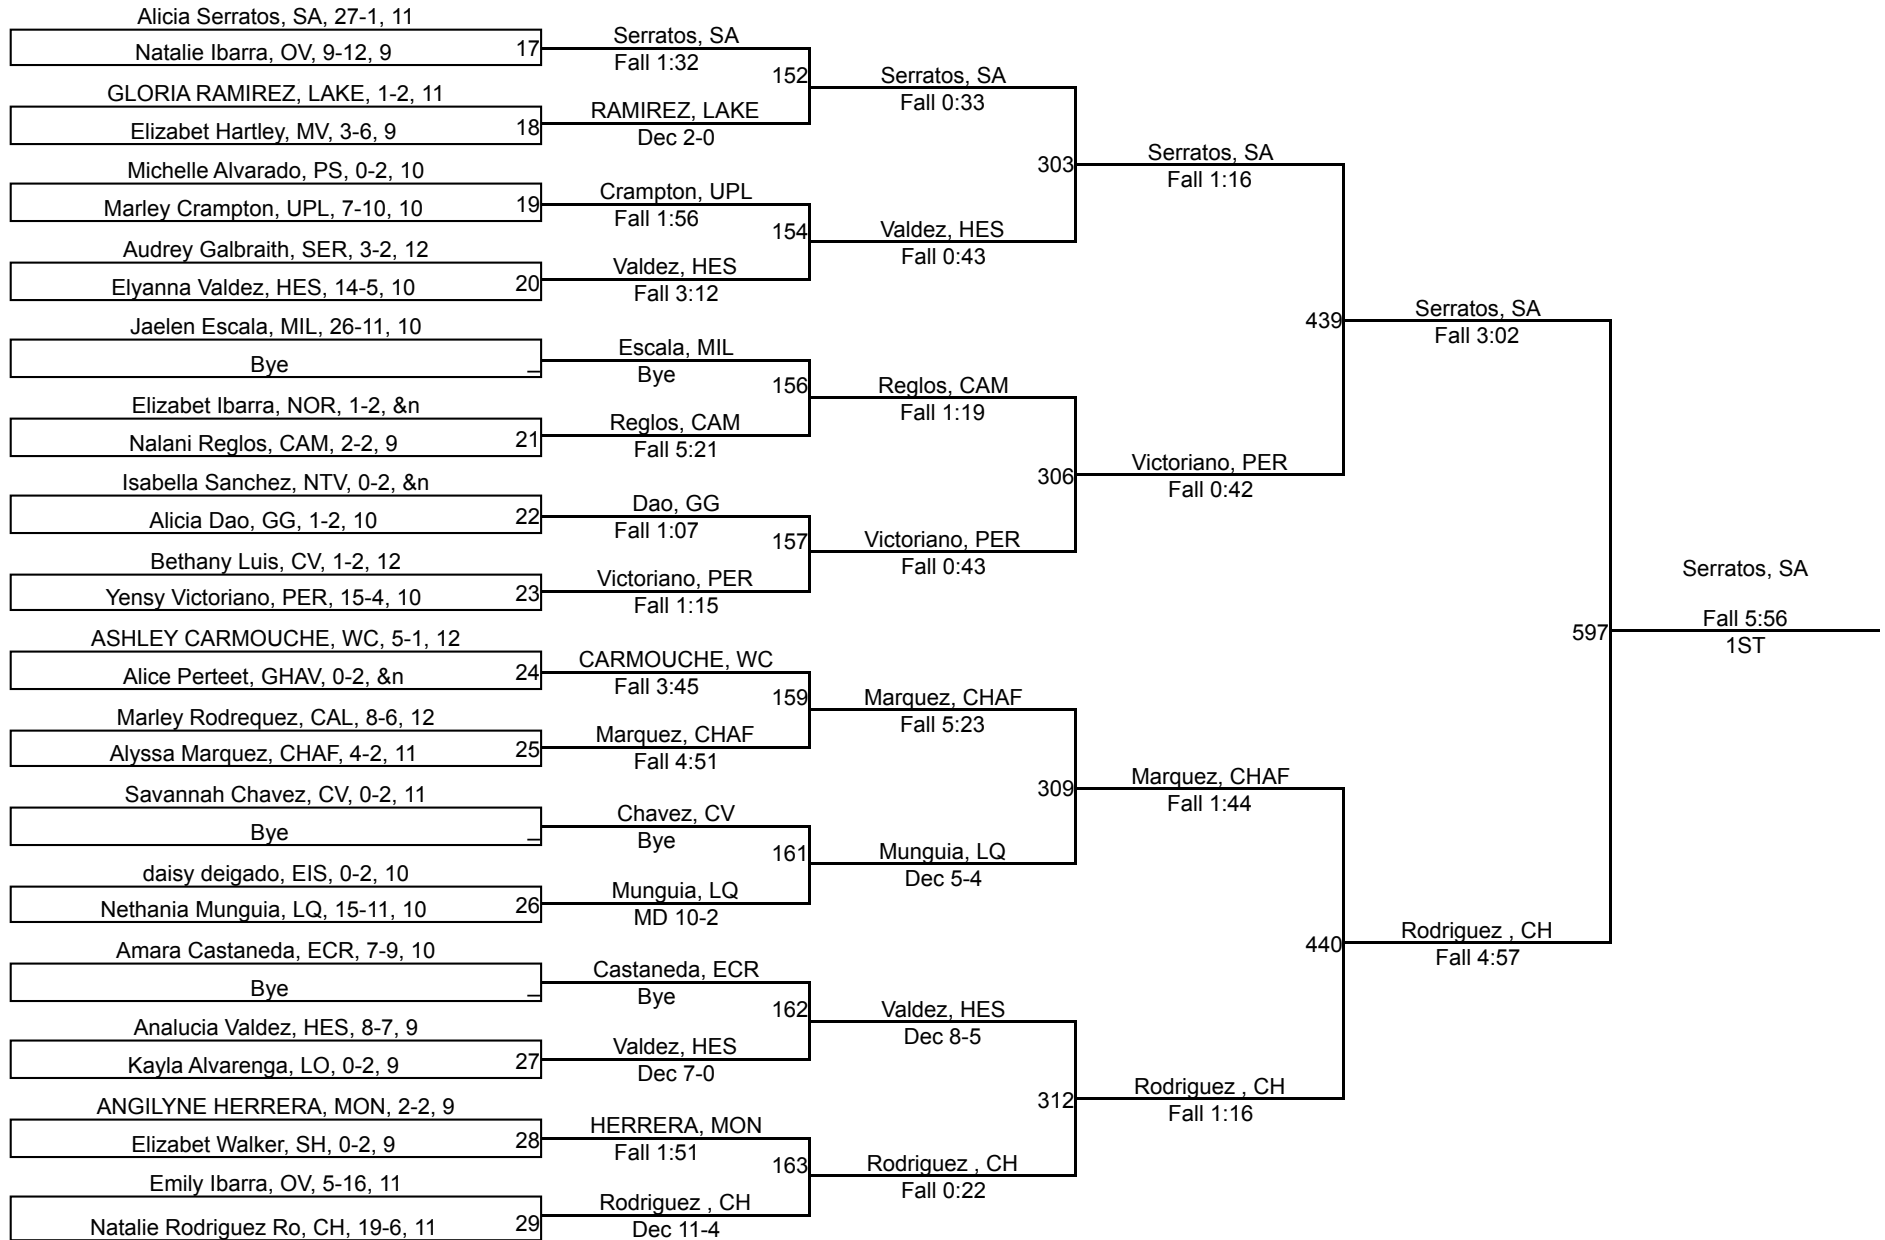 Alicia Serratos, SA, 27-1, 11
Natalie Ibarra, OV, 9-12, 9
17
GLORIA RAMIREZ, LAKE, 1-2, 11
Elizabet Hartley, MV, 3-6, 9
18
Michelle Alvarado, PS, 0-2, 10
Marley Crampton, UPL, 7-10, 10
19
Audrey Galbraith, SER, 3-2, 12
Elyanna Valdez, HES, 14-5, 10
20
Jaelen Escala, MIL, 26-11, 10
Bye
_
Elizabet Ibarra, NOR, 1-2, &n
Nalani Reglos, CAM, 2-2, 9
21
Isabella Sanchez, NTV, 0-2, &n
Alicia Dao, GG, 1-2, 10
22
Bethany Luis, CV, 1-2, 12
Yensy Victoriano, PER, 15-4, 10
23
ASHLEY CARMOUCHE, WC, 5-1, 12
Alice Perteet, GHAV, 0-2, &n
24
Marley Rodrequez, CAL, 8-6, 12
Alyssa Marquez, CHAF, 4-2, 11
25
Savannah Chavez, CV, 0-2, 11
Bye
_
daisy deigado, EIS, 0-2, 10
Nethania Munguia, LQ, 15-11, 10
26
Amara Castaneda, ECR, 7-9, 10
Bye
_
Analucia Valdez, HES, 8-7, 9
Kayla Alvarenga, LO, 0-2, 9
27
ANGILYNE HERRERA, MON, 2-2, 9
Elizabet Walker, SH, 0-2, 9
28
Emily Ibarra, OV, 5-16, 11
Natalie Rodriguez Ro, CH, 19-6, 11
29
Serratos, SA
Fall 1:32
152
RAMIREZ, LAKE
Dec 2-0
Crampton, UPL
Fall 1:56
154
Valdez, HES
Fall 3:12
Escala, MIL
Bye
156
Reglos, CAM
Fall 5:21
Dao, GG
Fall 1:07
157
Victoriano, PER
Fall 1:15
CARMOUCHE, WC
Fall 3:45
159
Marquez, CHAF
Fall 4:51
Chavez, CV
Bye
161
Munguia, LQ
MD 10-2
Castaneda, ECR
Bye
162
Valdez, HES
Dec 7-0
HERRERA, MON
Fall 1:51
163
Rodriguez , CH
Dec 11-4
Serratos, SA
Fall 0:33
303
Valdez, HES
Fall 0:43
Reglos, CAM
Fall 1:19
306
Victoriano, PER
Fall 0:43
Marquez, CHAF
Fall 5:23
309
Munguia, LQ
Dec 5-4
Valdez, HES
Dec 8-5
312
Rodriguez , CH
Fall 0:22
Serratos, SA
Fall 1:16
439
Victoriano, PER
Fall 0:42
Marquez, CHAF
Fall 1:44
440
Rodriguez , CH
Fall 1:16
Serratos, SA
Fall 3:02
597
Rodriguez , CH
Fall 4:57
Serratos, SA
Fall 5:56
1ST